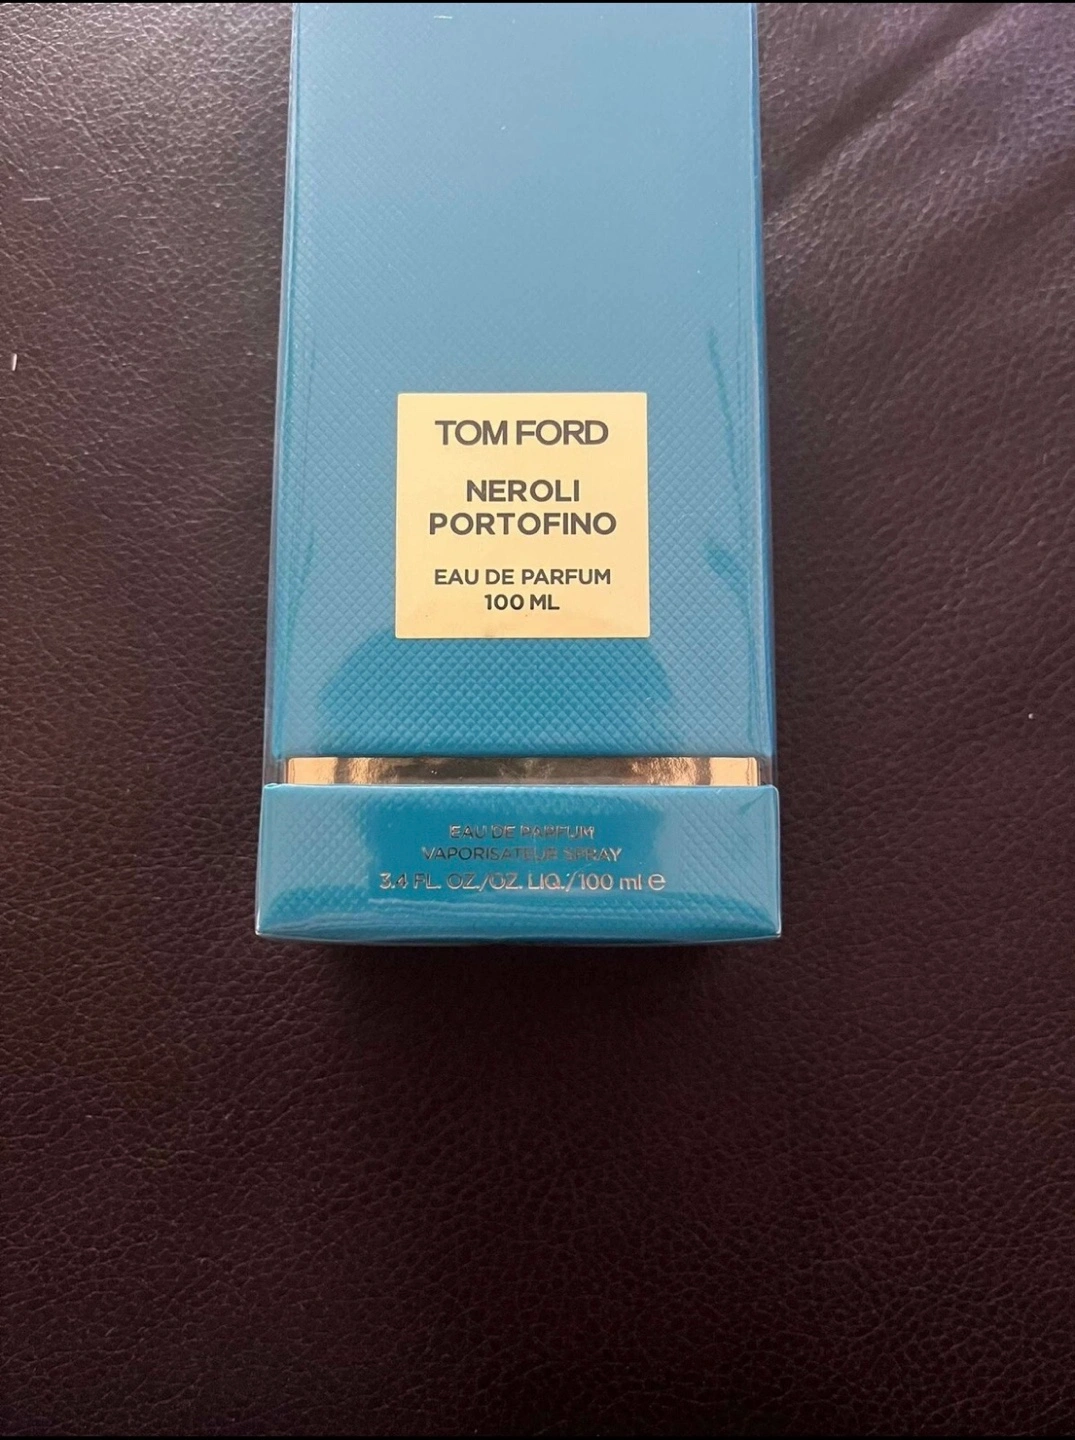 TOM FORD
NEROLI
PORTOFINO
EAU DE PARFUM
100 ML
EAU DE PARFUM
VAPORISATEUR SPRAY
3.4 FL. OZ./OZ. LIQ./100 ml ℮